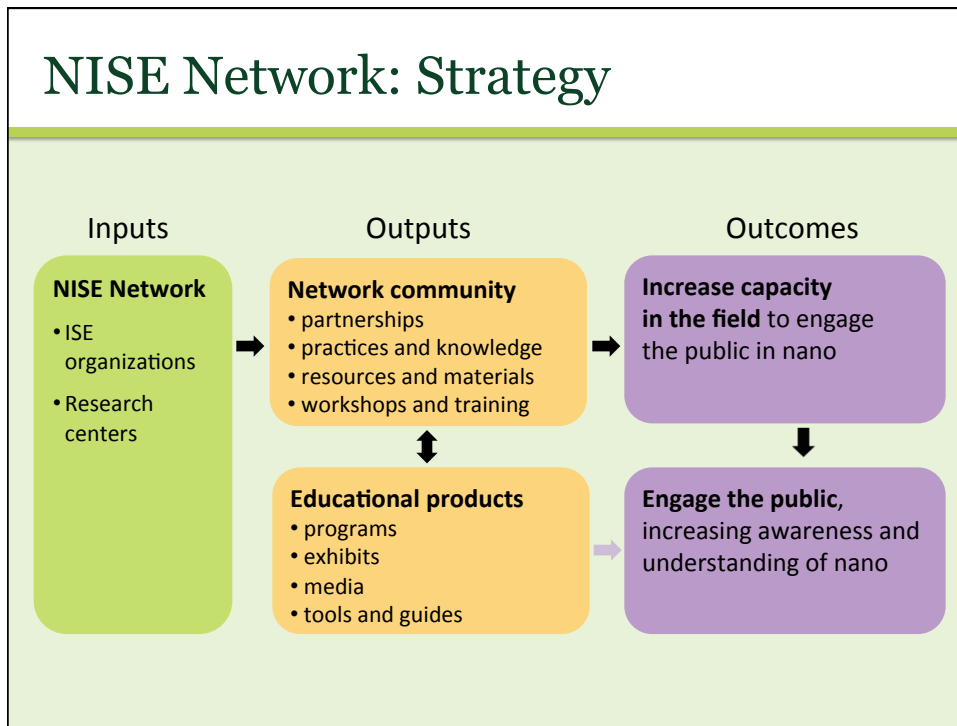 NISE Network: Strategy
Inputs
Outputs
Outcomes
NISE Network
• ISE
organizations
• Research
centers
Network community
• partnerships
• practices and knowledge
• resources and materials
• workshops and training
Educational products
• programs
• exhibits
• media
• tools and guides
Increase capacity
in the field to engage
the public in nano
Engage the public,
increasing awareness and
understanding of nano